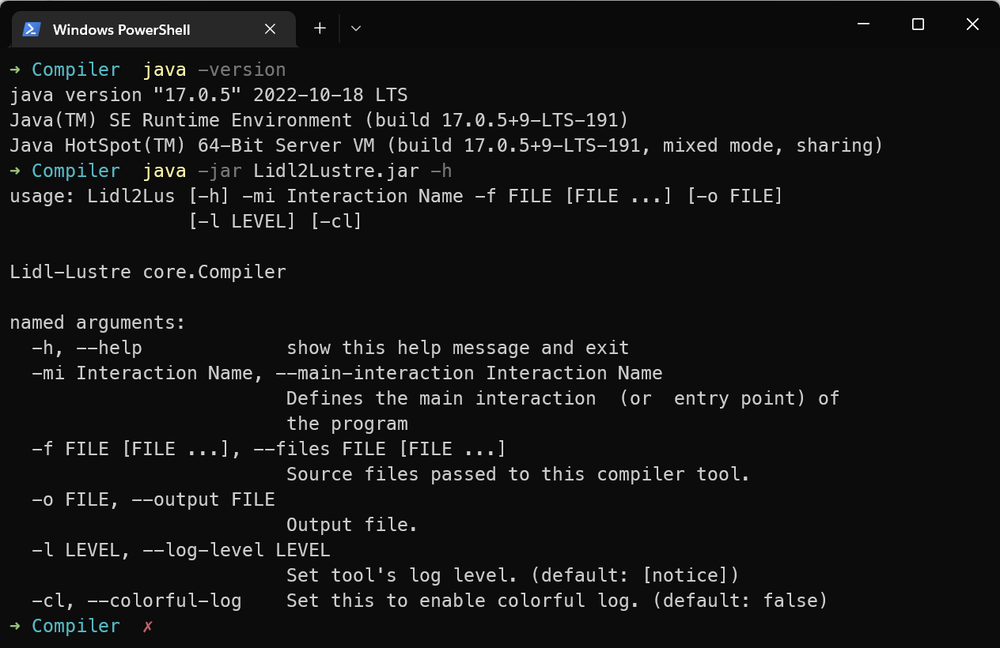 Windows PowerShell
➜ Compiler  java -version
java version "17.0.5" 2022-10-18 LTS
Java(TM) SE Runtime Environment (build 17.0.5+9-LTS-191)
Java HotSpot(TM) 64-Bit Server VM (build 17.0.5+9-LTS-191, mixed mode, sharing)
➜ Compiler  java -jar Lidl2Lustre.jar -h
usage: Lidl2Lus [-h] -mi Interaction Name -f FILE [FILE ...] [-o FILE]
                [-l LEVEL] [-cl]

Lidl-Lustre core.Compiler

named arguments:
  -h, --help             show this help message and exit
  -mi Interaction Name, --main-interaction Interaction Name
                         Defines the main interaction  (or  entry point) of
                         the program
  -f FILE [FILE ...], --files FILE [FILE ...]
                         Source files passed to this compiler tool.
  -o FILE, --output FILE
                         Output file.
  -l LEVEL, --log-level LEVEL
                         Set tool's log level. (default: [notice])
  -cl, --colorful-log    Set this to enable colorful log. (default: false)
➜ Compiler  ✗